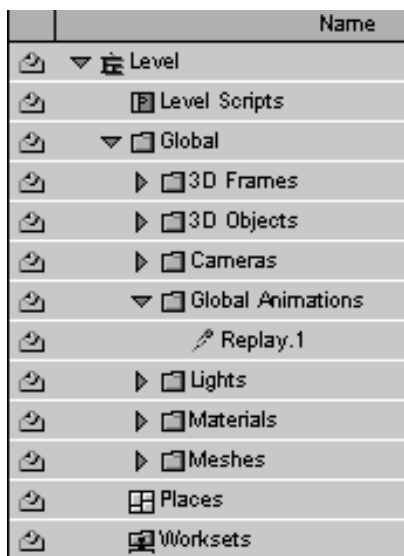 Name
Level
Level Scripts
Global
3D Frames
3D Objects
Cameras
Global Animations
Replay.1
Lights
Materials
Meshes
Places
Worksets